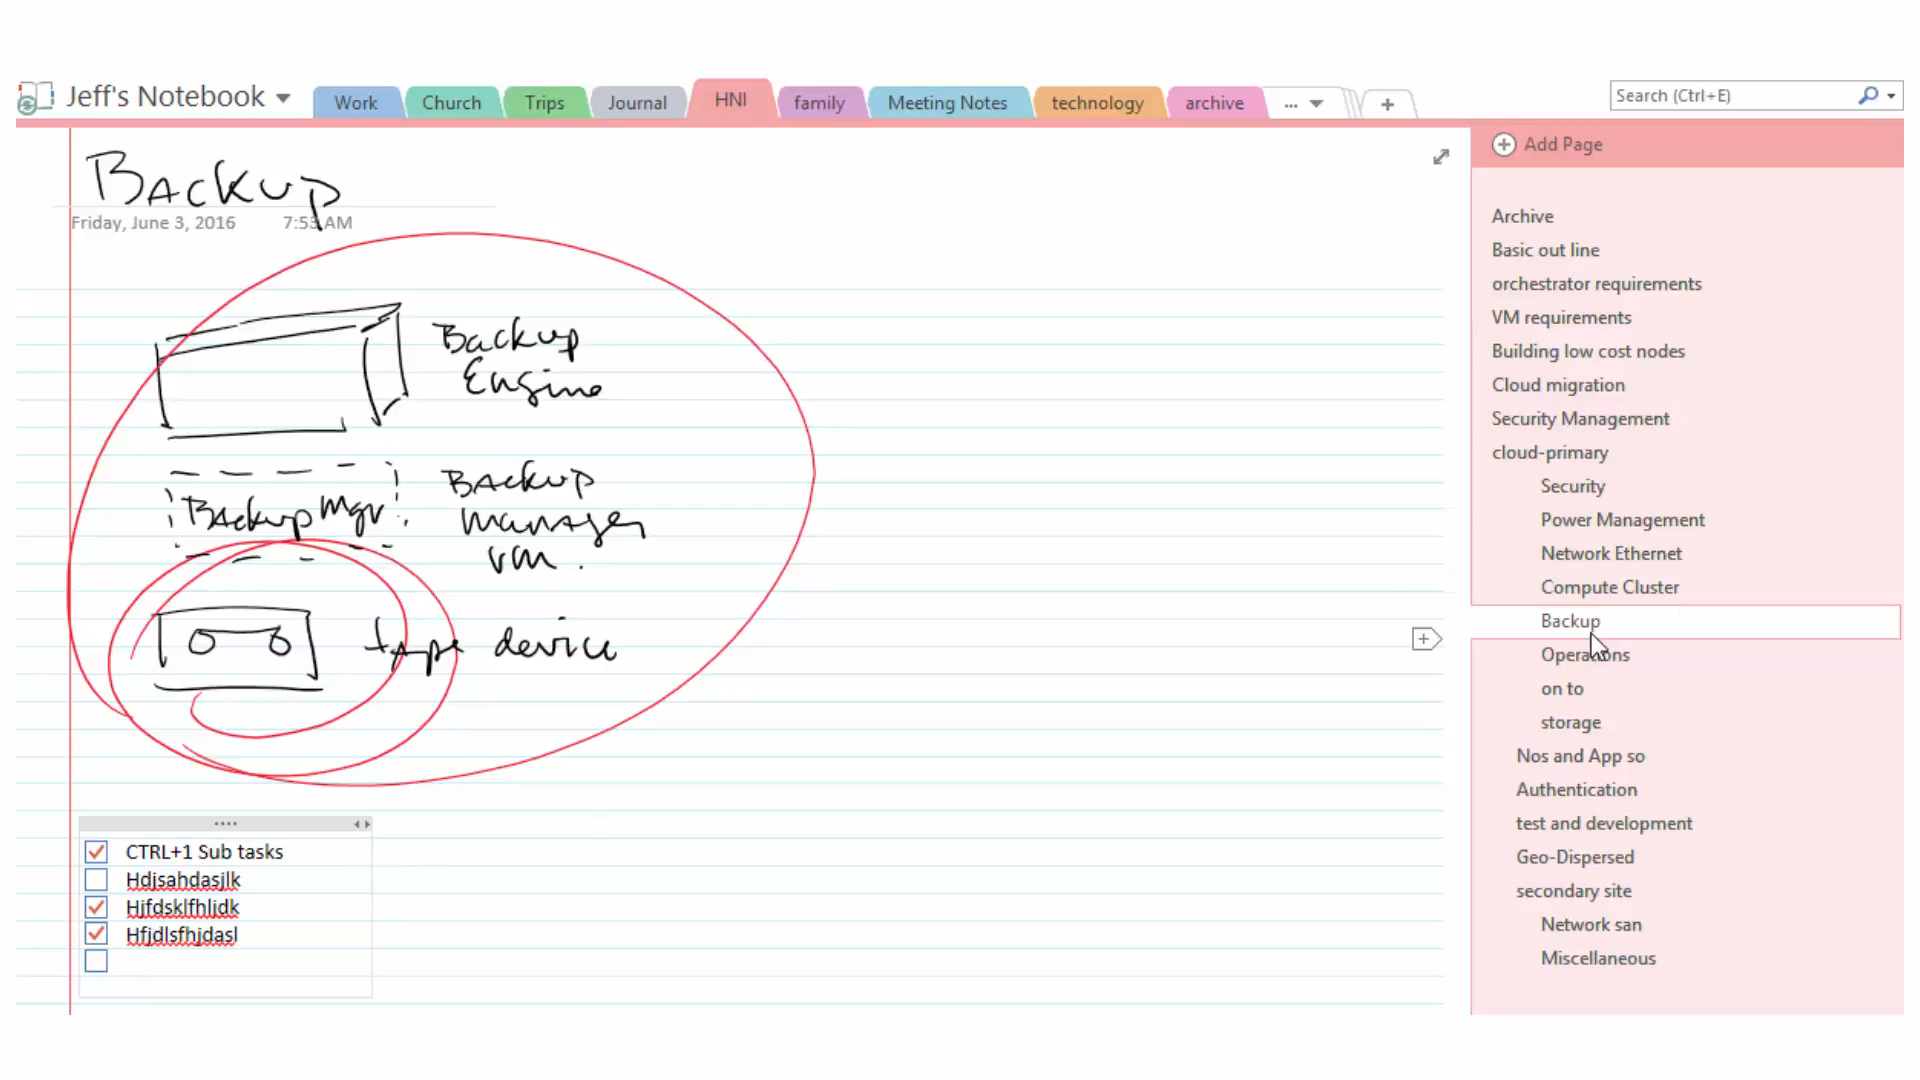 Jeff's Notebook Work Church Trips Journal HNI family Meeting Notes technology archive ... Search (Ctrl+E)
Backup
Friday, June 3, 2016 7:53 AM
Backup
Engine
Backup Mgr
Backup
Manager
VM.
tape device
CTRL+1 Sub tasks
Hdjsahdasjlk
Hjfdsklfhljdk
Hfjdlsfhjdasl
Add Page
Archive
Basic out line
orchestrator requirements
VM requirements
Building low cost nodes
Cloud migration
Security Management
cloud-primary
Security
Power Management
Network Ethernet
Compute Cluster
Backup
Operations
on to
storage
Nos and App so
Authentication
test and development
Geo-Dispersed
secondary site
Network san
Miscellaneous